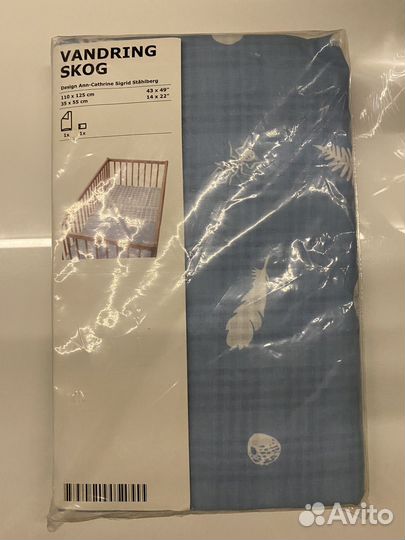 VANDRING
SKOG
Design Ann-Cathrine Sigrid Ståhlberg
110 x 125 cm 43 x 49"
35 x 55 cm 14 x 22"
1x 1x
Avito